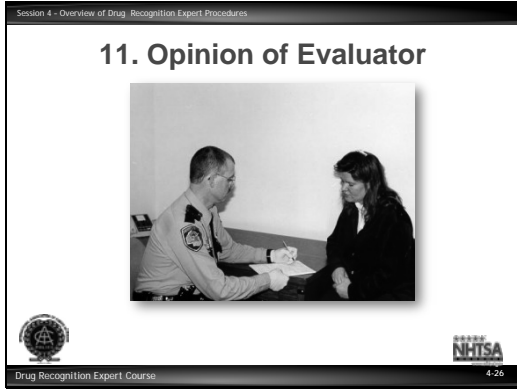 Session 4 - Overview of Drug Recognition Expert Procedures
11. Opinion of Evaluator
NHTSA
Drug Recognition Expert Course
4-26